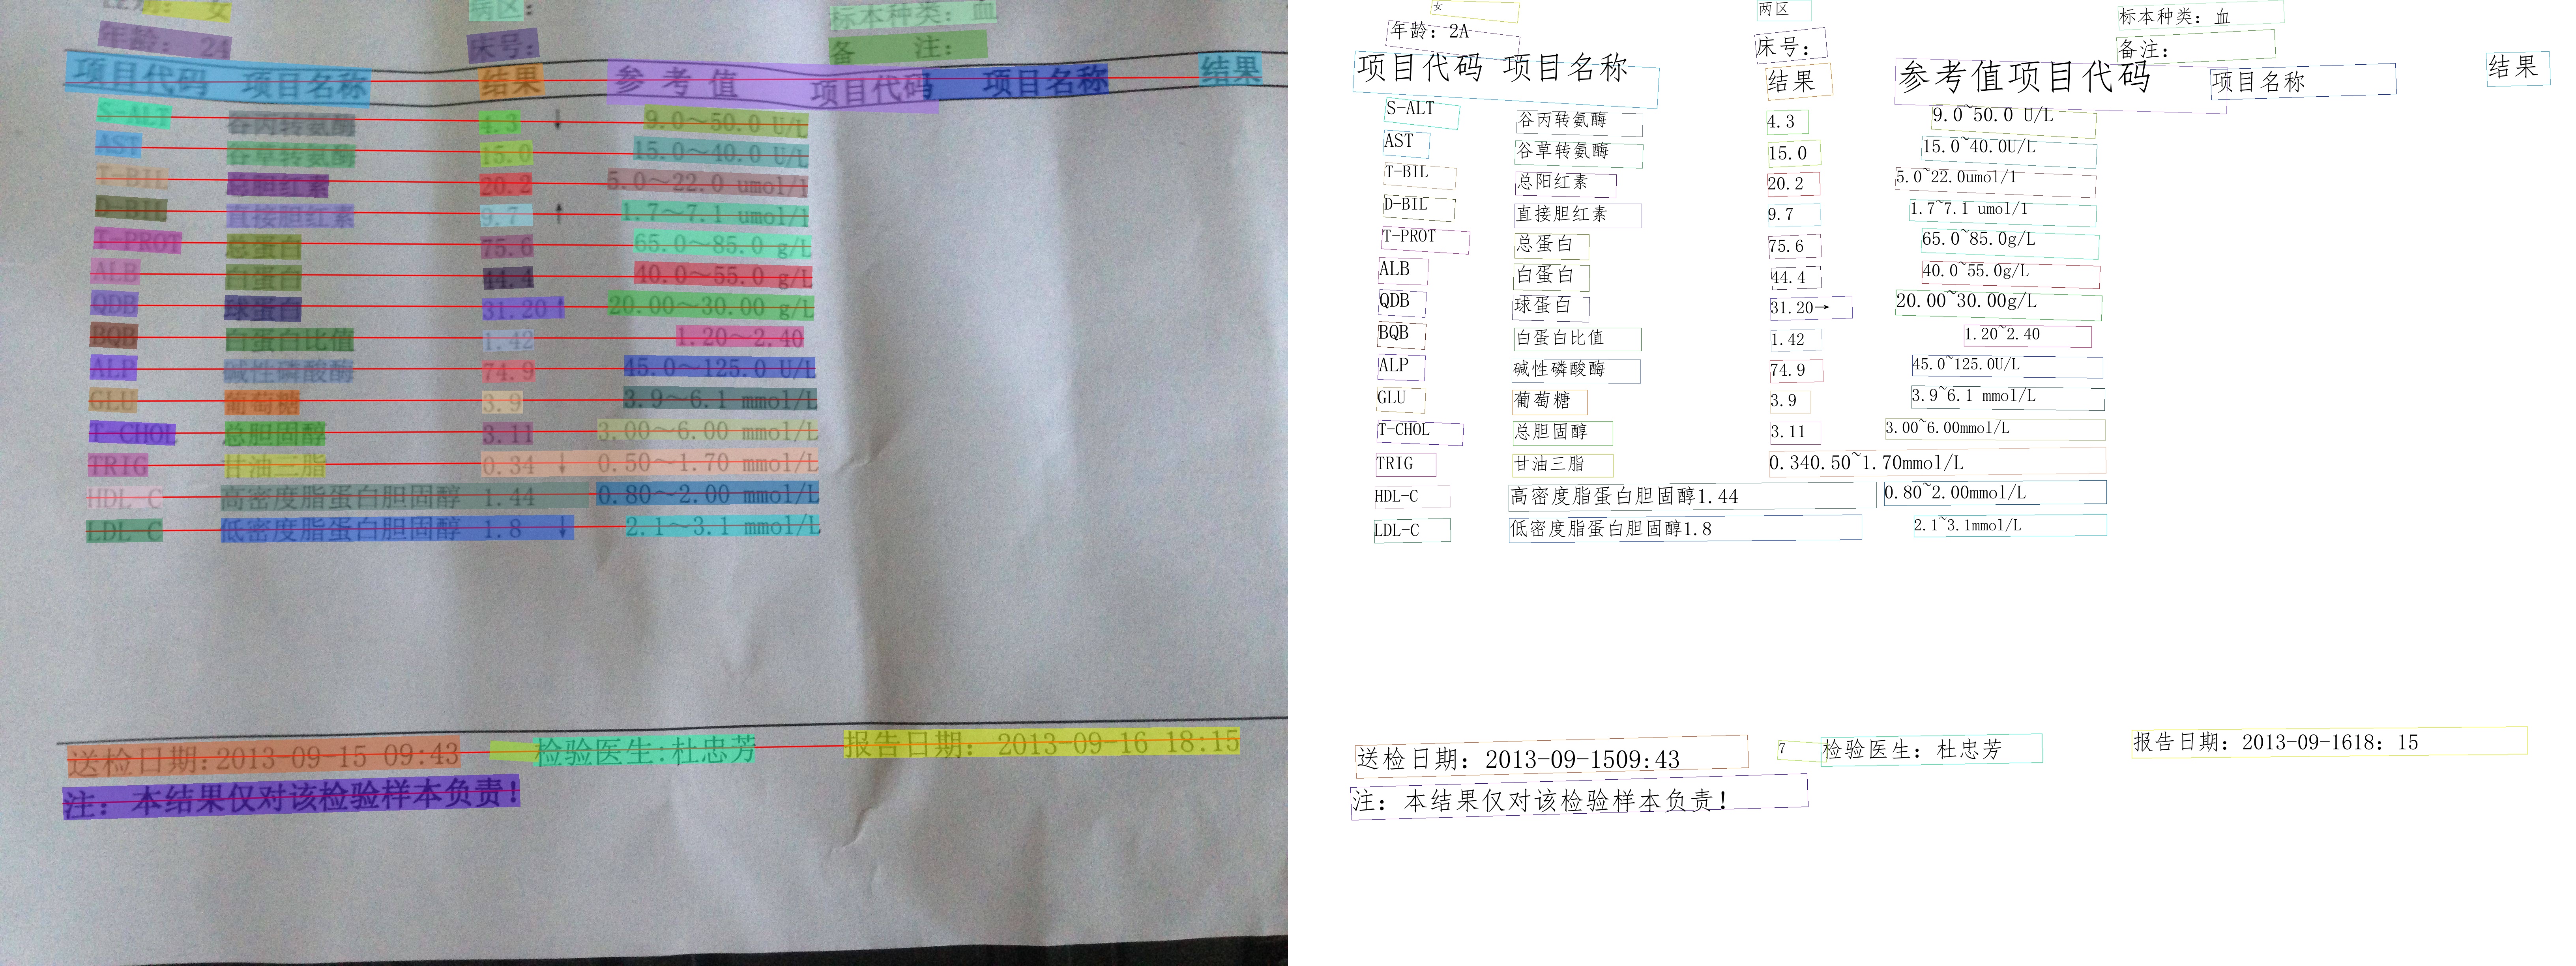 性别: 女
病区:
标本种类: 血
年龄:
床号:
备 注:
项目代码 项目名称 结果 参 考 值 项目代码 项目名称 结果
S-ALT 谷丙转氨酶 4.3 ↓ 9.0~50.0 U/L
AST 谷草转氨酶 15.0 15.0~40.0 U/L
T-BIL 总胆红素 20.2 5.0~22.0 umol/l
D-BIL 直接胆红素 9.7 ↑ 1.7~7.1 umol/l
T-PROT 总蛋白 75.6 65.0~85.0 g/L
ALB 白蛋白 44.4 40.0~55.0 g/L
QDB 球蛋白 31.20 ↑ 20.00~30.00 g/L
BQB 白蛋白比值 1.42 1.20~2.40
ALP 碱性磷酸酶 74.9 45.0~125.0 U/L
GLU 葡萄糖 3.9 3.9~6.1 mmol/L
T-CHOL 总胆固醇 3.11 3.00~6.00 mmol/L
TRIG 甘油三脂 0.34 ↓ 0.50~1.70 mmol/L
HDL-C 高密度脂蛋白胆固醇 1.44 0.80~2.00 mmol/L
LDL-C 低密度脂蛋白胆固醇 1.8 ↓ 2.1~3.1 mmol/L
送检日期:2013-09-15 09:43 检验医生:杜忠芳 报告日期: 2013-09-16 18:15
注: 本结果仅对该检验样本负责!
女
两区
标本种类: 血
年龄: 2A
床号:
备注:
项目代码 项目名称 结果 参考值项目代码 项目名称 结果
S-ALT 谷丙转氨酶 4.3 9.0~50.0 U/L
AST 谷草转氨酶 15.0 15.0~40.0U/L
T-BIL 总阳红素 20.2 5.0~22.0umol/1
D-BIL 直接胆红素 9.7 1.7~7.1 umol/1
T-PROT 总蛋白 75.6 65.0~85.0g/L
ALB 白蛋白 44.4 40.0~55.0g/L
QDB 球蛋白 31.20→ 20.00~30.00g/L
BQB 白蛋白比值 1.42 1.20~2.40
ALP 碱性磷酸酶 74.9 45.0~125.0U/L
GLU 葡萄糖 3.9 3.9~6.1 mmol/L
T-CHOL 总胆固醇 3.11 3.00~6.00mmol/L
TRIG 甘油三脂 0.340.50~1.70mmol/L
HDL-C 高密度脂蛋白胆固醇1.44 0.80~2.00mmol/L
LDL-C 低密度脂蛋白胆固醇1.8 2.1~3.1mmol/L
送检日期: 2013-09-1509:43 7 检验医生: 杜忠芳 报告日期: 2013-09-1618: 15
注: 本结果仅对该检验样本负责!